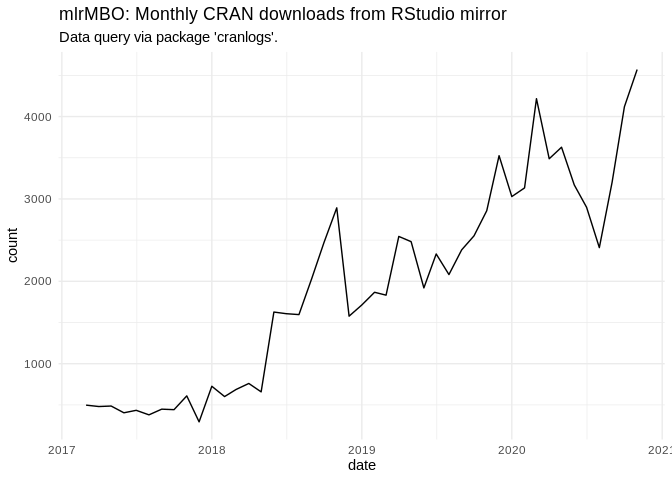 mlrMBO: Monthly CRAN downloads from RStudio mirror
Data query via package 'cranlogs'.
4000
3000
2000
1000
count
2017 2018 2019 2020 2021
date